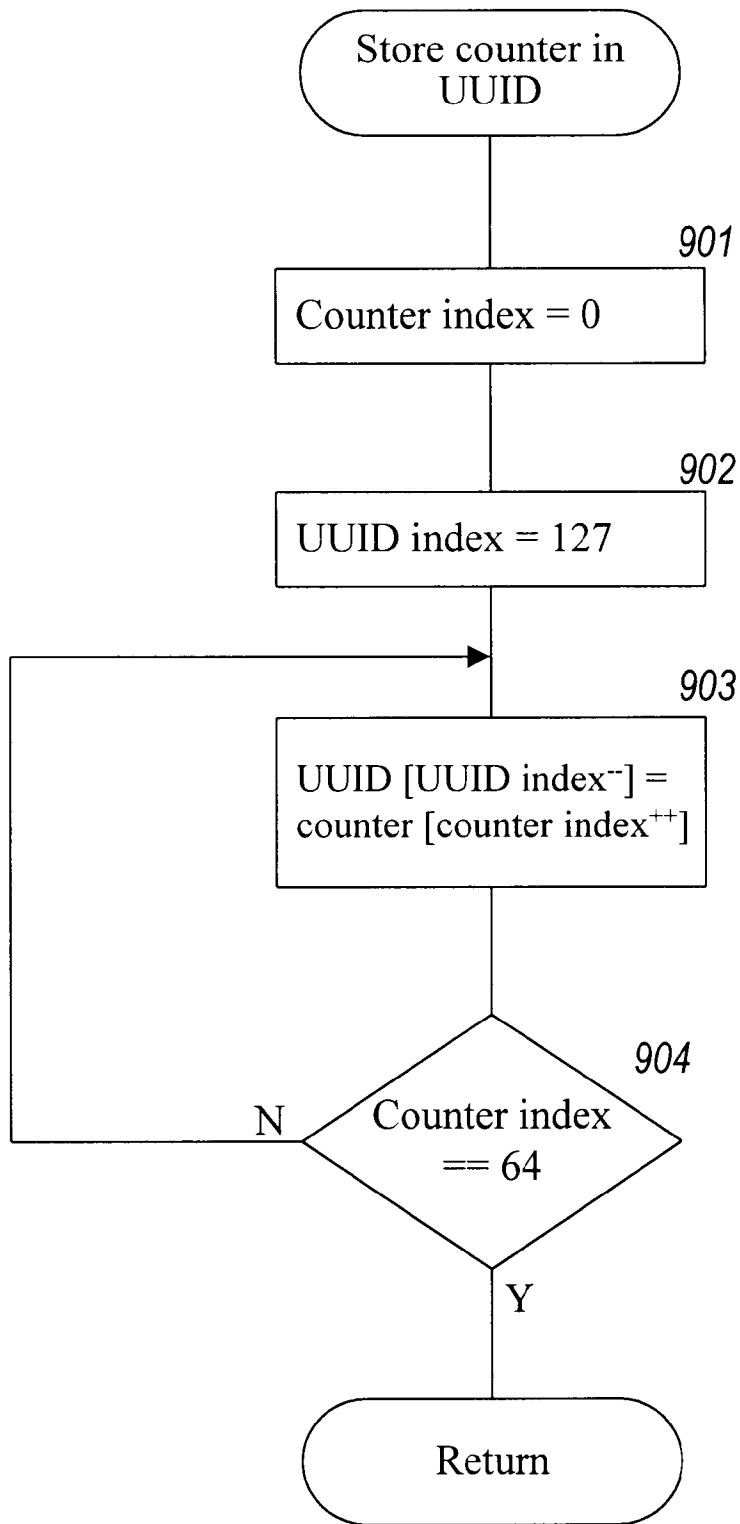 Store counter in
UUID
901
Counter index = 0
902
UUID index = 127
903
UUID [UUID index--] =
counter [counter index++]
904
Counter index
== 64
N
Y
Return